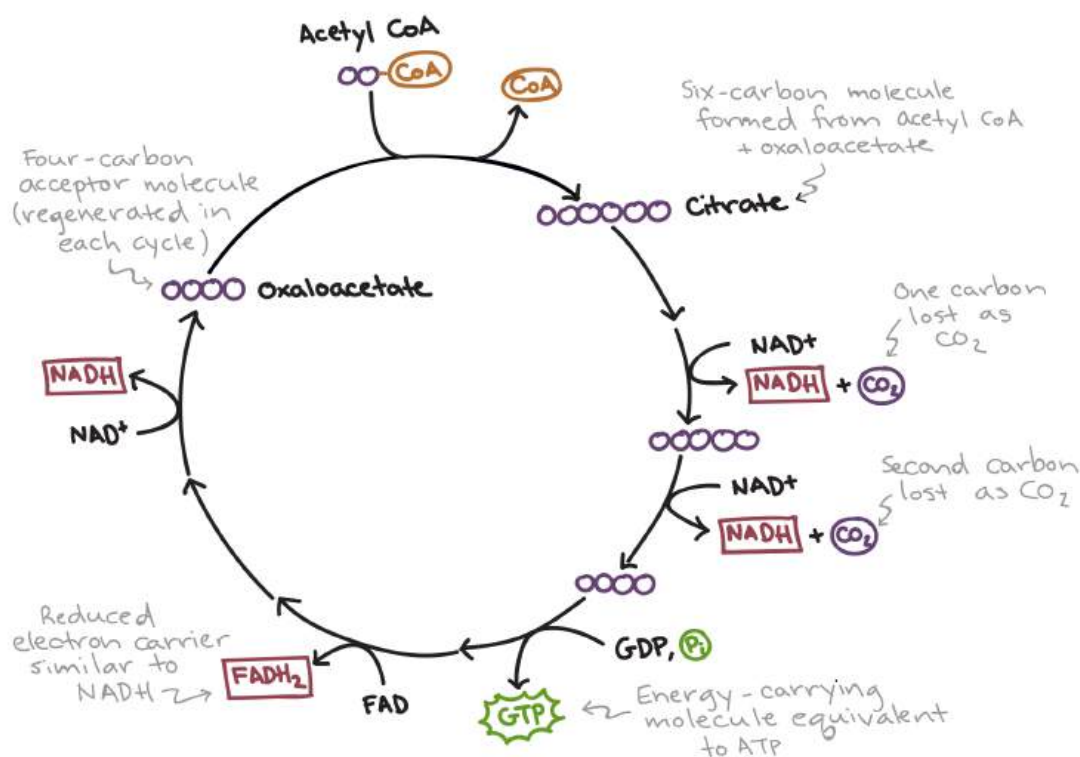 Acetyl CoA
CoA
CoA
Six-carbon molecule
formed from acetyl CoA
+ oxaloacetate
Citrate
Four-carbon
acceptor molecule
(regenerated in
each cycle)
Oxaloacetate
One carbon
lost as
CO₂
NAD+
NADH + CO₂
NADH
NAD+
Second carbon
lost as CO₂
NAD+
NADH + CO₂
Reduced
electron carrier
similar to
NADH
FADH₂
FAD
GDP, Pi
GTP
Energy-carrying
molecule equivalent
to ATP